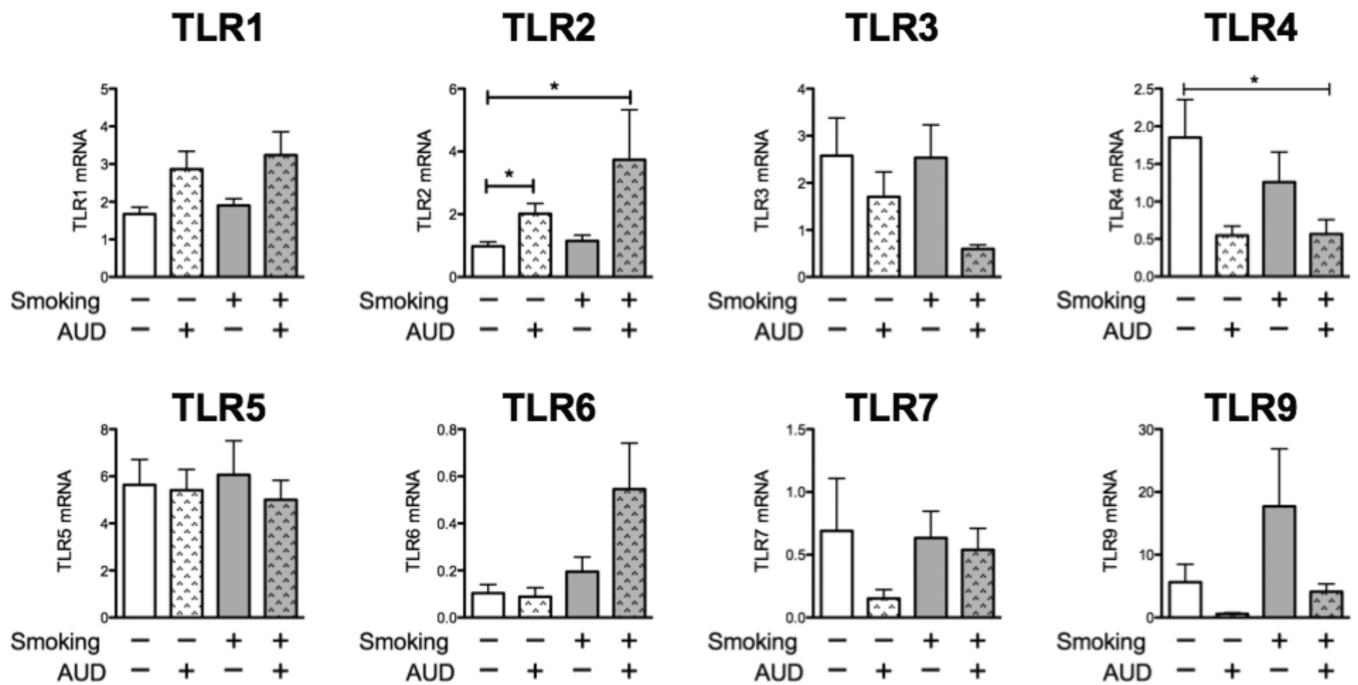 TLR1 TLR2 TLR3 TLR4
TLR1 mRNA
5
4
3
2
1
0
TLR2 mRNA
6
4
2
0
*
*
TLR3 mRNA
4
3
2
1
0
TLR4 mRNA
2.5
2.0
1.5
1.0
0.5
0.0
*
Smoking − − + +
AUD − + − +
Smoking − − + +
AUD − + − +
Smoking − − + +
AUD − + − +
Smoking − − + +
AUD − + − +
TLR5 TLR6 TLR7 TLR9
TLR5 mRNA
8
6
4
2
0
TLR6 mRNA
0.8
0.6
0.4
0.2
0.0
TLR7 mRNA
1.5
1.0
0.5
0.0
TLR9 mRNA
30
20
10
0
Smoking − − + +
AUD − + − +
Smoking − − + +
AUD − + − +
Smoking − − + +
AUD − + − +
Smoking − − + +
AUD − + − +